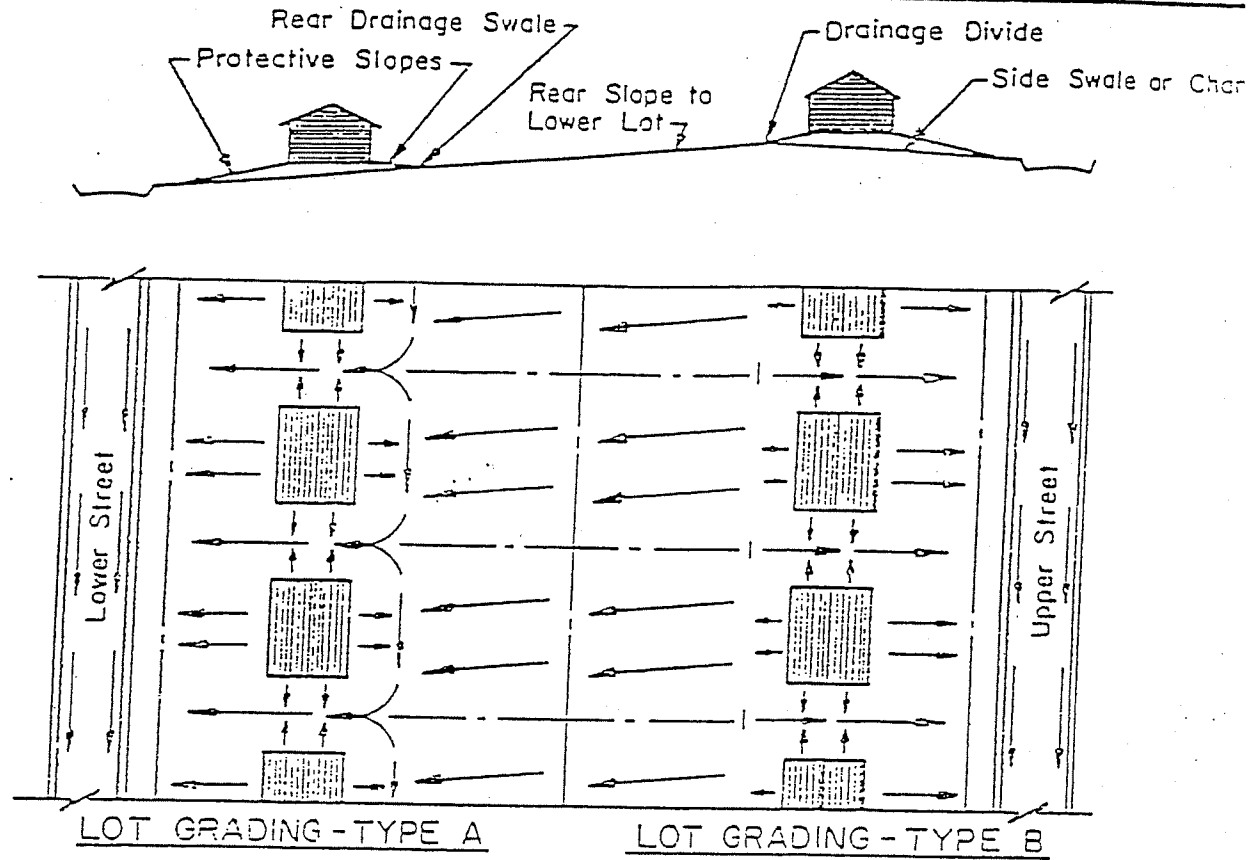 Rear Drainage Swale
Drainage Divide
Protective Slopes
Side Swale or Chan
Rear Slope to
Lower Lot
Lower Street
Upper Street
LOT GRADING-TYPE A
LOT GRADING - TYPE B